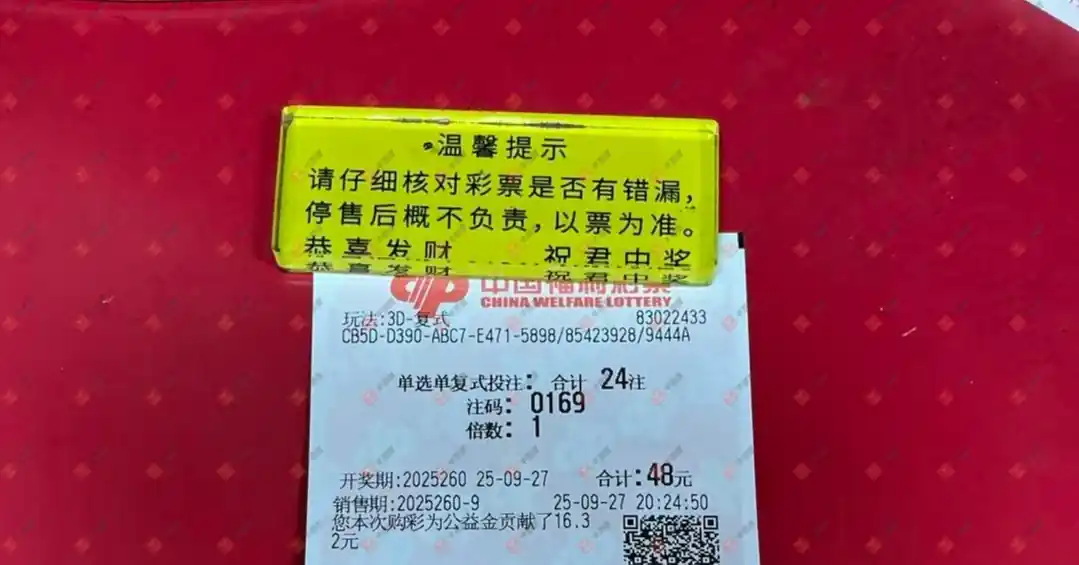 温馨提示
请仔细核对彩票是否有错漏,
停售后概不负责,以票为准。
恭喜发财 祝君中奖
中国福利彩票
CHINA WELFARE LOTTERY
玩法:3D-复式 83022433
CB5D-D390-ABC7-E471-5898/85423928/9444A
单选单复式投注: 合计 24注
注码: 0169
倍数: 1
开奖期:2025260 25-09-27 合计:48元
销售期:2025260-9 25-09-27 20:24:50
您本次购彩为公益金贡献了16.3
2元